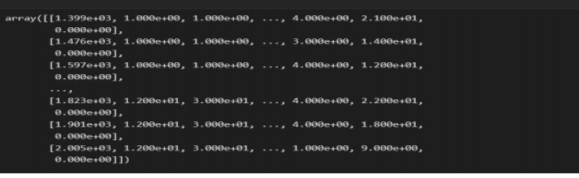 array([[1.399e+03, 1.000e+00, 1.000e+00, ..., 4.000e+00, 2.100e+01,
0.000e+00],
[1.476e+03, 1.000e+00, 1.000e+00, ..., 3.000e+00, 1.400e+01,
0.000e+00],
[1.597e+03, 1.000e+00, 1.000e+00, ..., 4.000e+00, 1.200e+01,
0.000e+00],
...,
[1.823e+03, 1.200e+01, 3.000e+01, ..., 4.000e+00, 2.200e+01,
0.000e+00],
[1.901e+03, 1.200e+01, 3.000e+01, ..., 4.000e+00, 1.800e+01,
0.000e+00],
[2.005e+03, 1.200e+01, 3.000e+01, ..., 1.000e+00, 9.000e+00,
0.000e+00]])